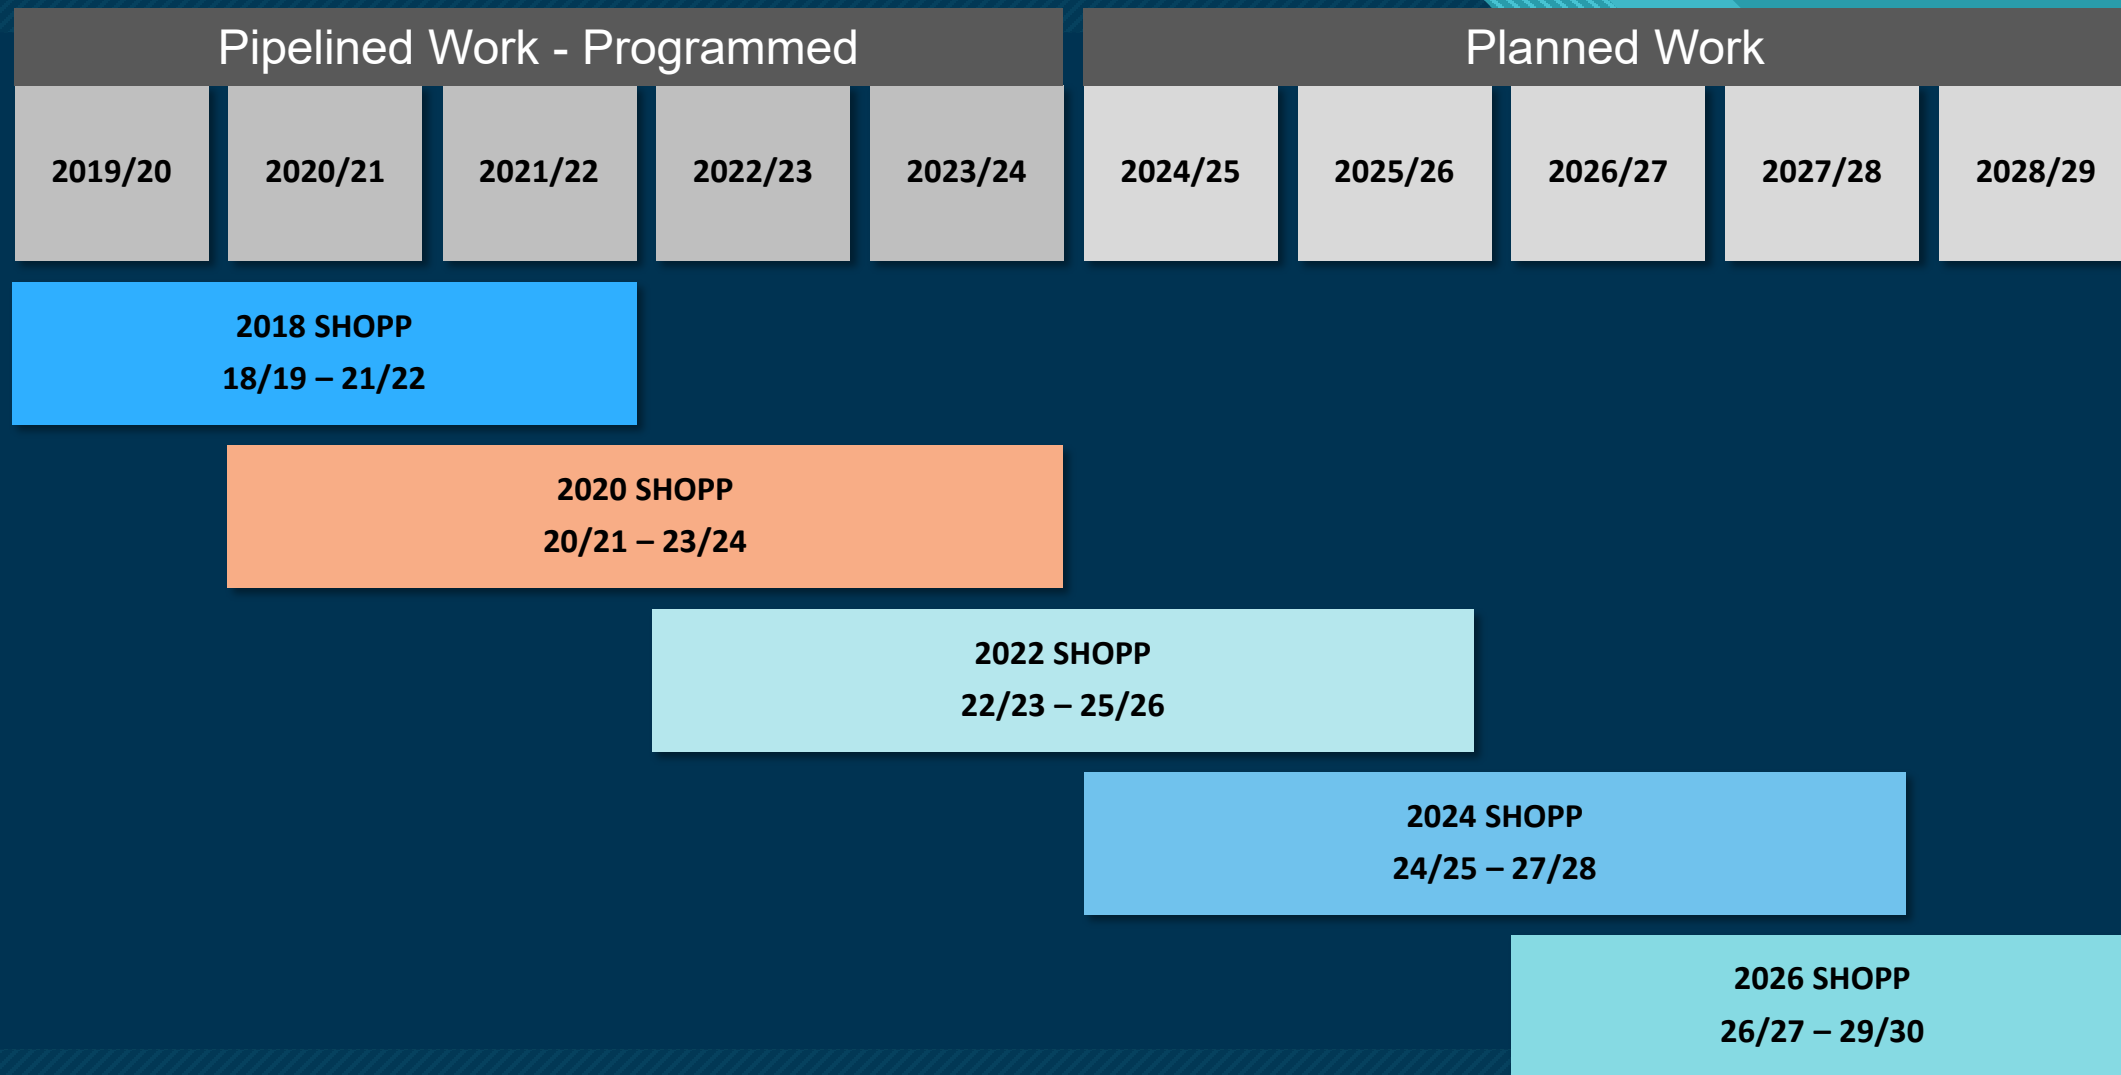 Pipelined Work - Programmed
Planned Work
2019/20
2020/21
2021/22
2022/23
2023/24
2024/25
2025/26
2026/27
2027/28
2028/29
2018 SHOPP
18/19 – 21/22
2020 SHOPP
20/21 – 23/24
2022 SHOPP
22/23 – 25/26
2024 SHOPP
24/25 – 27/28
2026 SHOPP
26/27 – 29/30